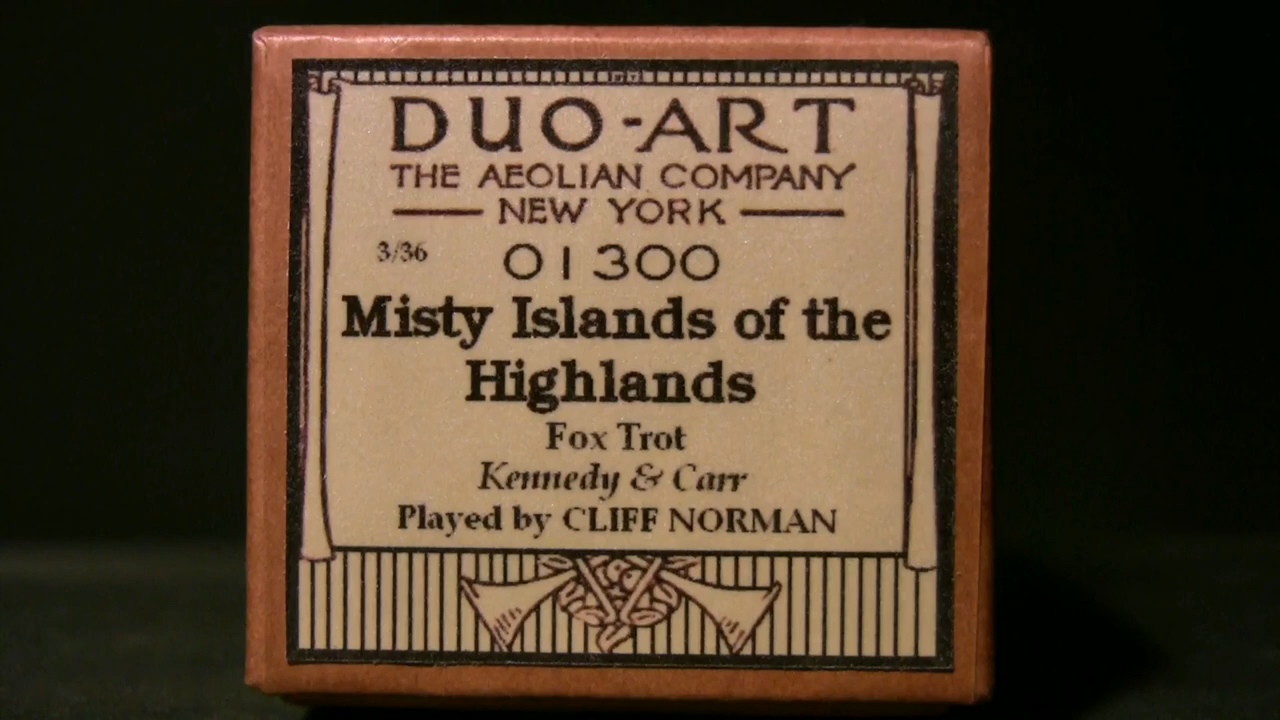 DUO-ART
THE AEOLIAN COMPANY
NEW YORK
3/36 01300
Misty Islands of the
Highlands
Fox Trot
Kennedy & Carr
Played by CLIFF NORMAN